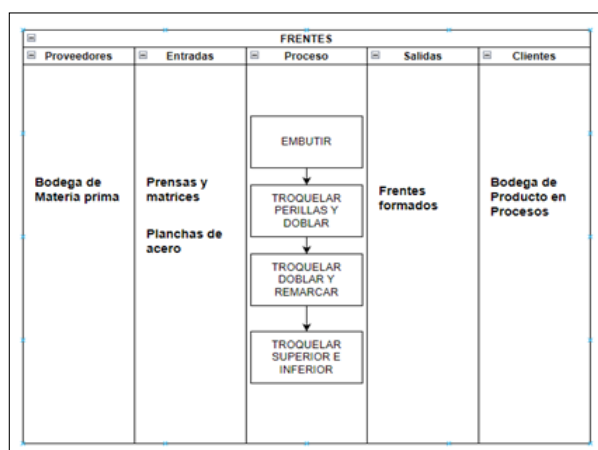 FRENTES
Proveedores
Entradas
Proceso
Salidas
Clientes
Bodega de
Materia prima
Prensas y
matrices
Planchas de
acero
EMBUTIR
TROQUELAR
PERILLAS Y
DOBLAR
TROQUELAR
DOBLAR Y
REMARCAR
TROQUELAR
SUPERIOR E
INFERIOR
Frentes
formados
Bodega de
Producto en
Procesos